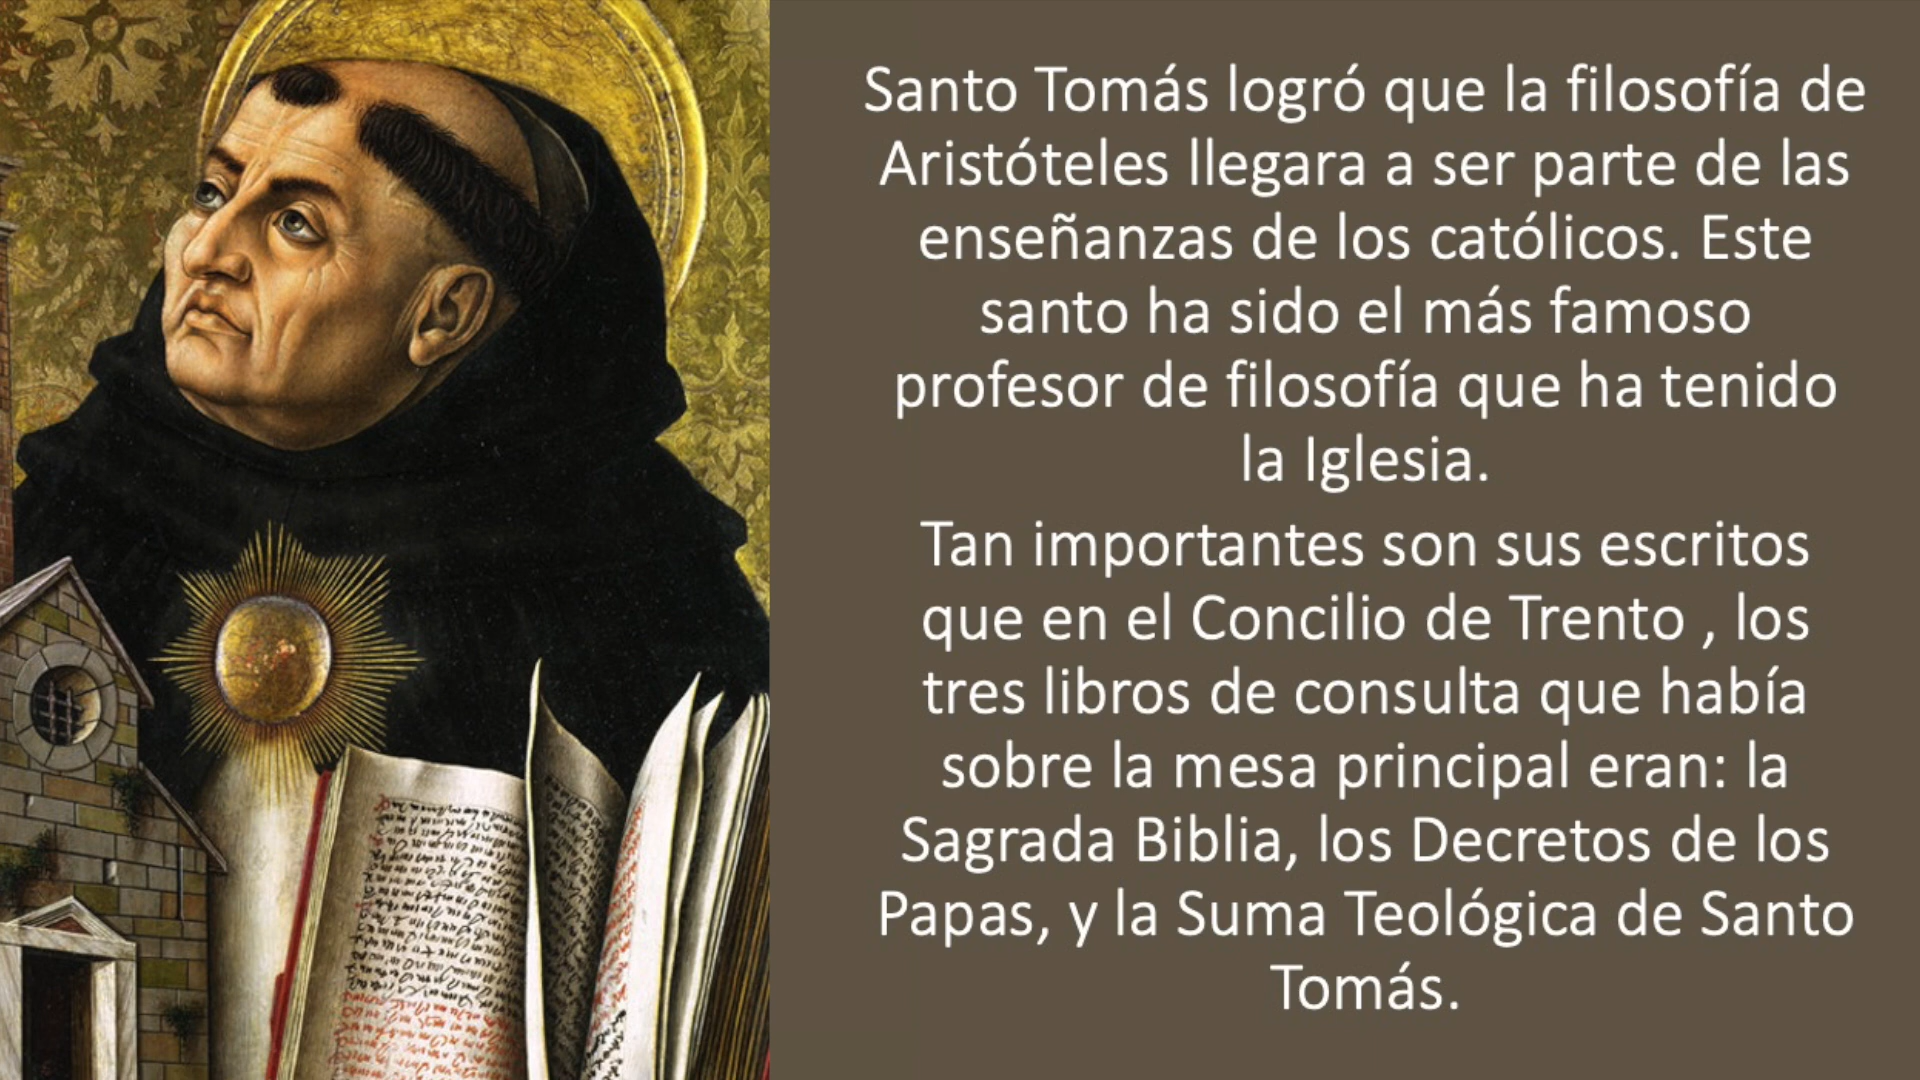 Santo Tomás logró que la filosofía de
Aristóteles llegara a ser parte de las
enseñanzas de los católicos. Este
santo ha sido el más famoso
profesor de filosofía que ha tenido
la Iglesia.
Tan importantes son sus escritos
que en el Concilio de Trento , los
tres libros de consulta que había
sobre la mesa principal eran: la
Sagrada Biblia, los Decretos de los
Papas, y la Suma Teológica de Santo
Tomás.